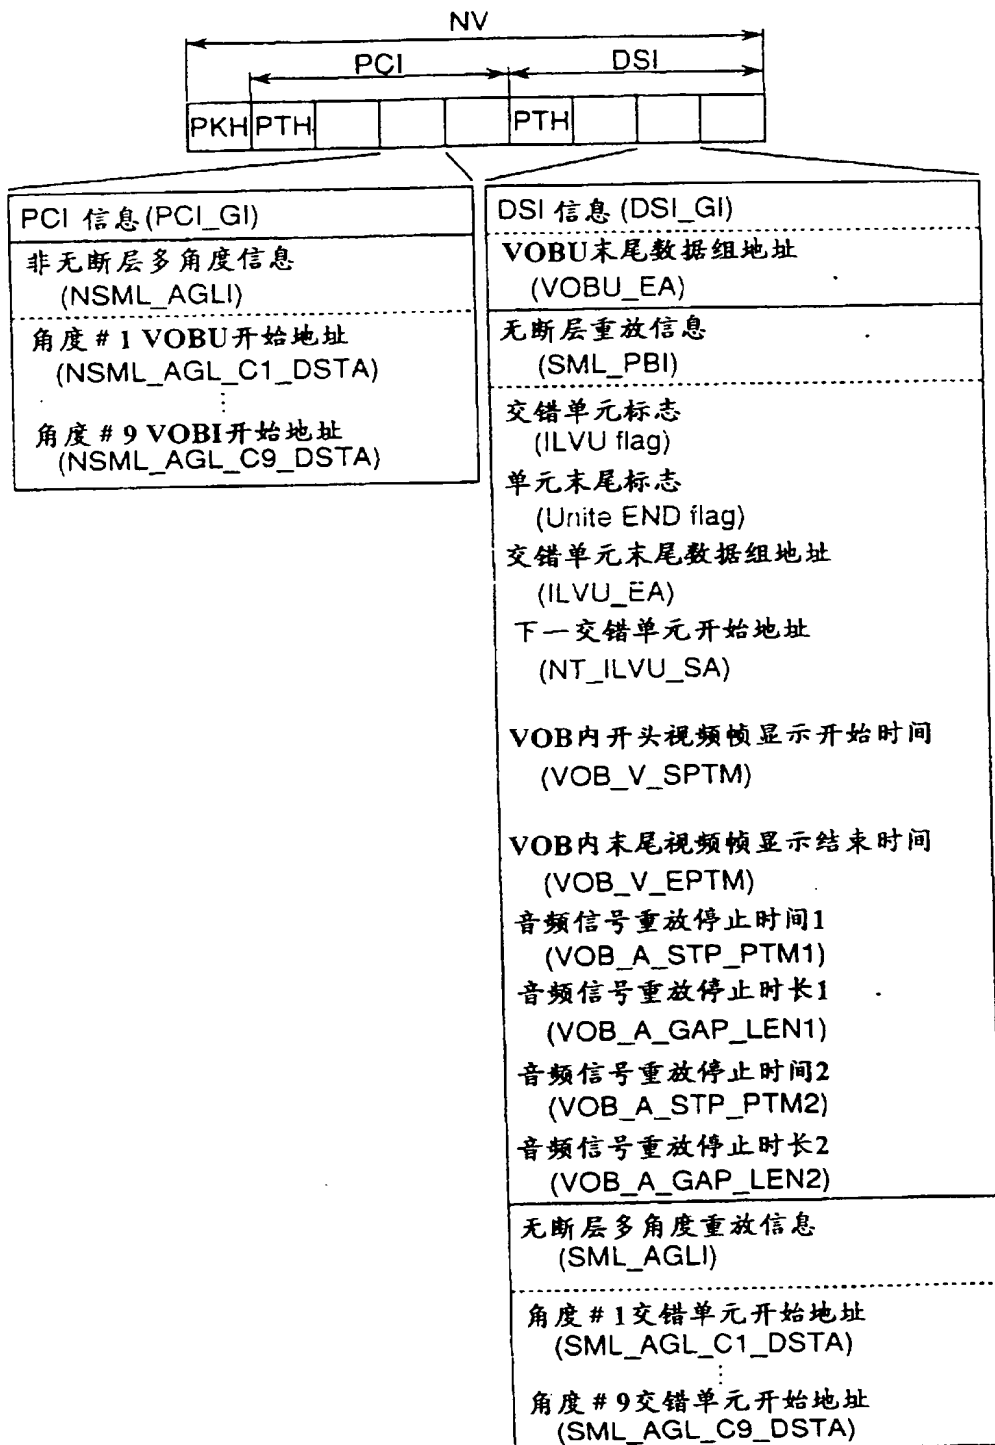 NV
PCI
DSI
PKH PTH PTH
PCI 信息(PCI_GI)
非无断层多角度信息
(NSML_AGLI)
角度#1 VOBU开始地址
(NSML_AGL_C1_DSTA)
⋮
角度#9 VOBI开始地址
(NSML_AGL_C9_DSTA)
DSI 信息(DSI_GI)
VOBU末尾数据组地址
(VOBU_EA)
无断层重放信息
(SML_PBI)
交错单元标志
(ILVU flag)
单元末尾标志
(Unite END flag)
交错单元末尾数据组地址
(ILVU_EA)
下一交错单元开始地址
(NT_ILVU_SA)
VOB内开头视频帧显示开始时间
(VOB_V_SPTM)
VOB内末尾视频帧显示结束时间
(VOB_V_EPTM)
音频信号重放停止时间1
(VOB_A_STP_PTM1)
音频信号重放停止时长1
(VOB_A_GAP_LEN1)
音频信号重放停止时间2
(VOB_A_STP_PTM2)
音频信号重放停止时长2
(VOB_A_GAP_LEN2)
无断层多角度重放信息
(SML_AGLI)
角度#1交错单元开始地址
(SML_AGL_C1_DSTA)
⋮
角度#9交错单元开始地址
(SML_AGL_C9_DSTA)